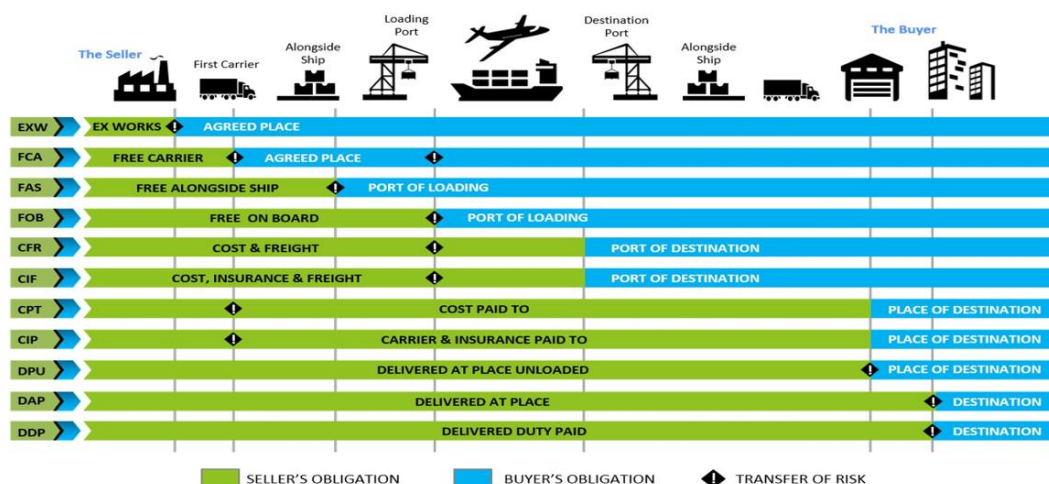 Loading
Port
Destination
Port
The Seller
The Buyer
Alongside
Ship
Alongside
Ship
First Carrier
EXW EX WORKS AGREED PLACE
FCA FREE CARRIER AGREED PLACE
FAS FREE ALONGSIDE SHIP PORT OF LOADING
FOB FREE ON BOARD PORT OF LOADING
CFR COST & FREIGHT PORT OF DESTINATION
CIF COST, INSURANCE & FREIGHT PORT OF DESTINATION
CPT COST PAID TO PLACE OF DESTINATION
CIP CARRIER & INSURANCE PAID TO PLACE OF DESTINATION
DPU DELIVERED AT PLACE UNLOADED PLACE OF DESTINATION
DAP DELIVERED AT PLACE DESTINATION
DDP DELIVERED DUTY PAID DESTINATION
SELLER'S OBLIGATION BUYER'S OBLIGATION TRANSFER OF RISK